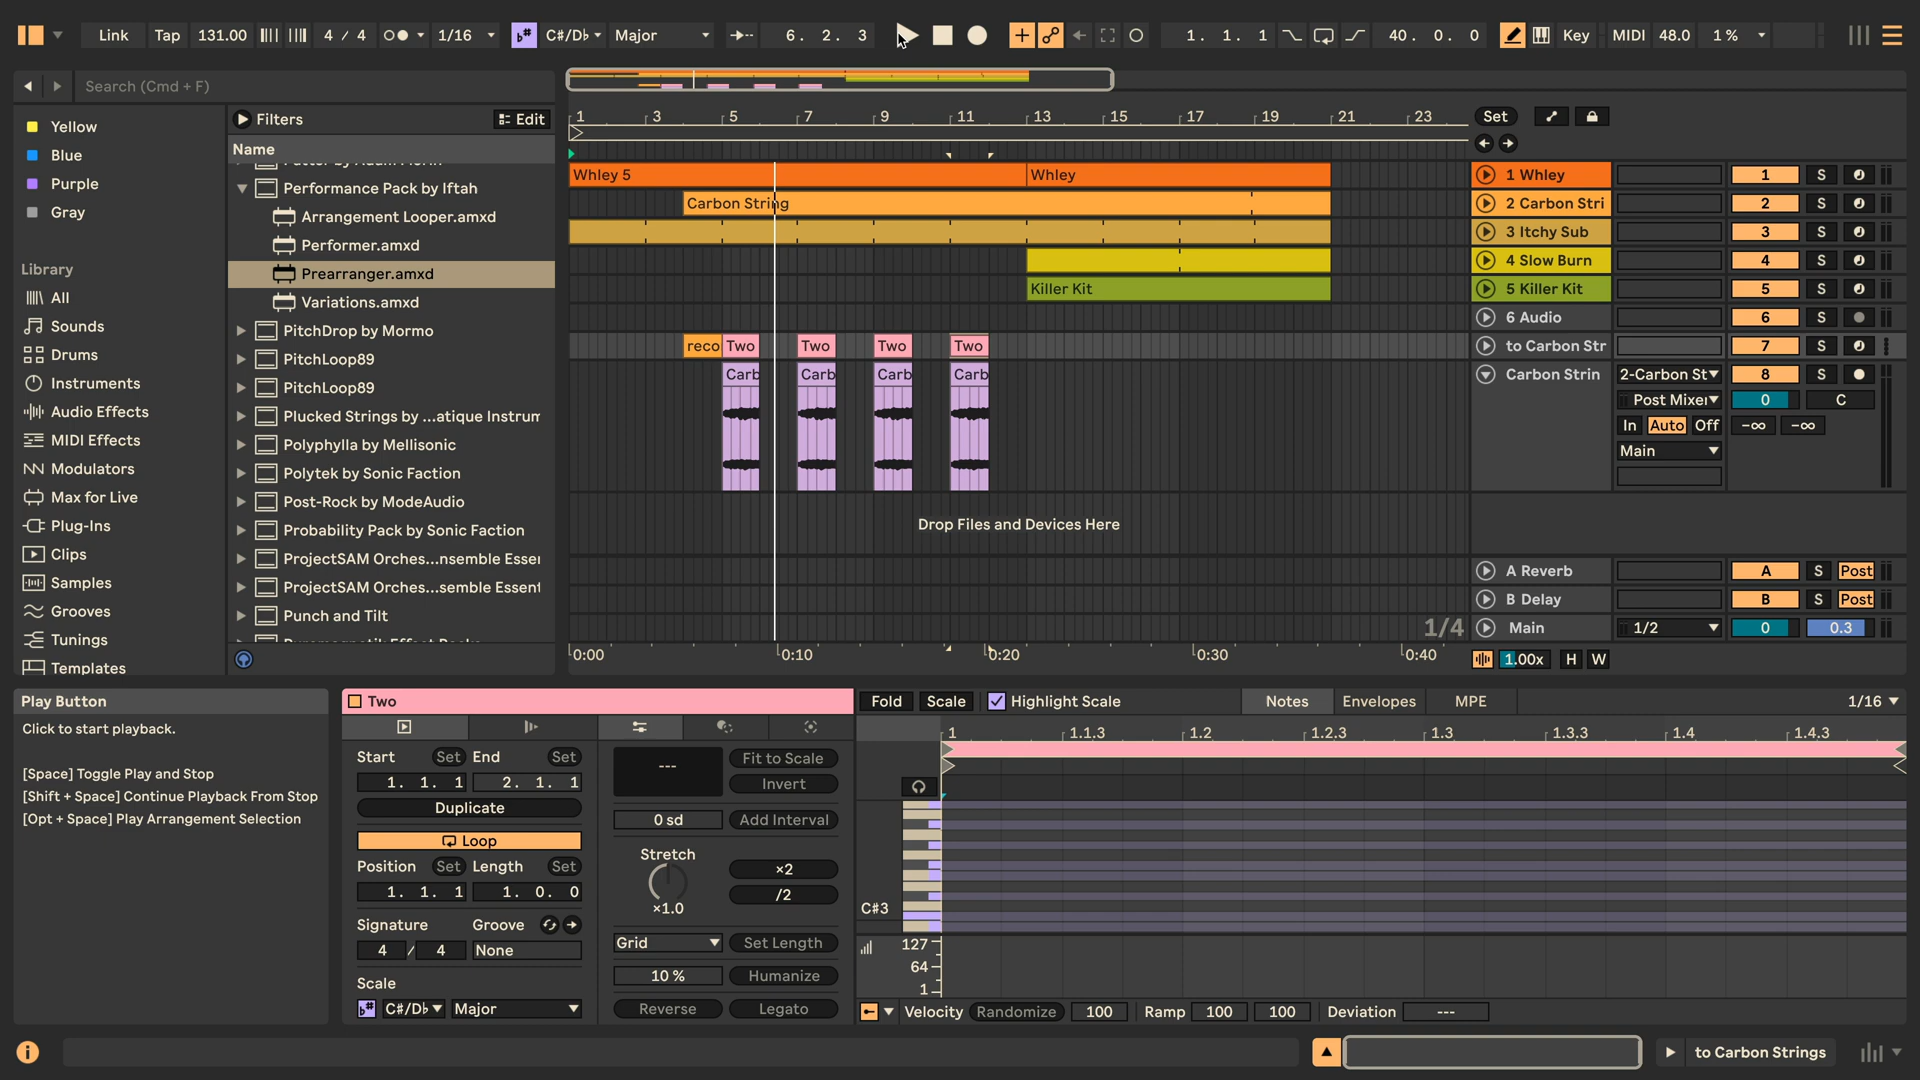 Link Tap 131.00 4 / 4 1/16 C#/D♭ Major 6. 2. 3 1. 1. 1 40. 0. 0 Key MIDI 48.0 1 %
Search (Cmd + F)
Yellow
Blue
Purple
Gray
Library
All
Sounds
Drums
Instruments
Audio Effects
MIDI Effects
Modulators
Max for Live
Plug-Ins
Clips
Samples
Grooves
Tunings
Templates
Filters Edit
Name
Performance Pack by Iftah
Arrangement Looper.amxd
Performer.amxd
Prearranger.amxd
Variations.amxd
PitchDrop by Mormo
PitchLoop89
PitchLoop89
Plucked Strings by ...atique Instrum
Polyphylla by Mellisonic
Polytek by Sonic Faction
Post-Rock by ModeAudio
Probability Pack by Sonic Faction
ProjectSAM Orches...nsemble Essen
ProjectSAM Orches...semble Essent
Punch and Tilt
1 3 5 7 9 11 13 15 17 19 21 23 Set
Whley 5 Whley 1 Whley 1 S
Carbon String 2 Carbon Stri 2 S
3 Itchy Sub 3 S
4 Slow Burn 4 S
Killer Kit 5 Killer Kit 5 S
6 Audio 6 S
reco Two Two Two Two to Carbon Str 7 S
Carb Carb Carb Carb Carbon Strin 2-Carbon St 8 S
Post Mixer 0 C
In Auto Off -∞ -∞
Main
Drop Files and Devices Here
A Reverb A S Post
B Delay B S Post
1/4 Main 1/2 0 0.3
0:00 0:10 0:20 0:30 0:40 1.00x H W
Play Button
Click to start playback.
[Space] Toggle Play and Stop
[Shift + Space] Continue Playback From Stop
[Opt + Space] Play Arrangement Selection
Two
Start Set End Set
1. 1. 1 2. 1. 1
Duplicate
Loop
Position Set Length Set
1. 1. 1 1. 0. 0
Signature Groove
4 / 4 None
Scale
C#/D♭ Major
--- Fit to Scale
Invert
0 sd Add Interval
Stretch
×2
/2
×1.0
Grid Set Length
10 % Humanize
Reverse Legato
Fold Scale Highlight Scale Notes Envelopes MPE 1/16
1 1.1.3 1.2 1.2.3 1.3 1.3.3 1.4 1.4.3
C#3
127
64
1
Velocity Randomize 100 Ramp 100 100 Deviation ---
to Carbon Strings